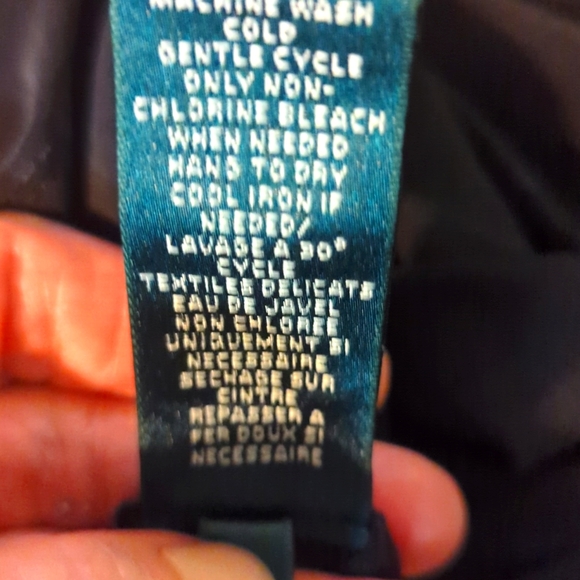 MACHINE WASH
COLD
GENTLE CYCLE
ONLY NON-
CHLORINE BLEACH
WHEN NEEDED
HANG TO DRY
COOL IRON IF
NEEDED/
LAVAGE A 30°
CYCLE
TEXTILES DELICATS
EAU DE JAVEL
NON CHLOREE
UNIQUEMENT SI
NECESSAIRE
SECHAGE SUR
CINTRE
REPASSER A
FER DOUX SI
NECESSAIRE